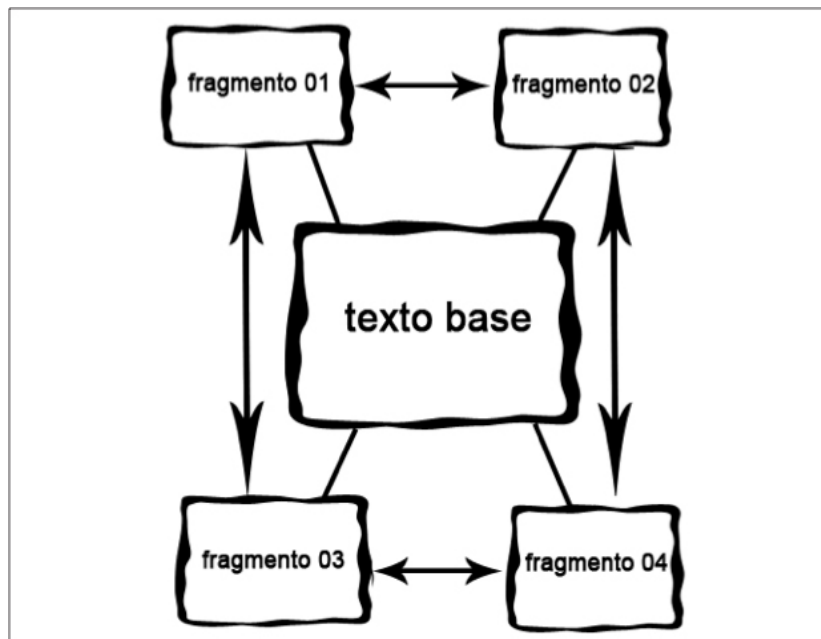 fragmento 01
fragmento 02
texto base
fragmento 03
fragmento 04